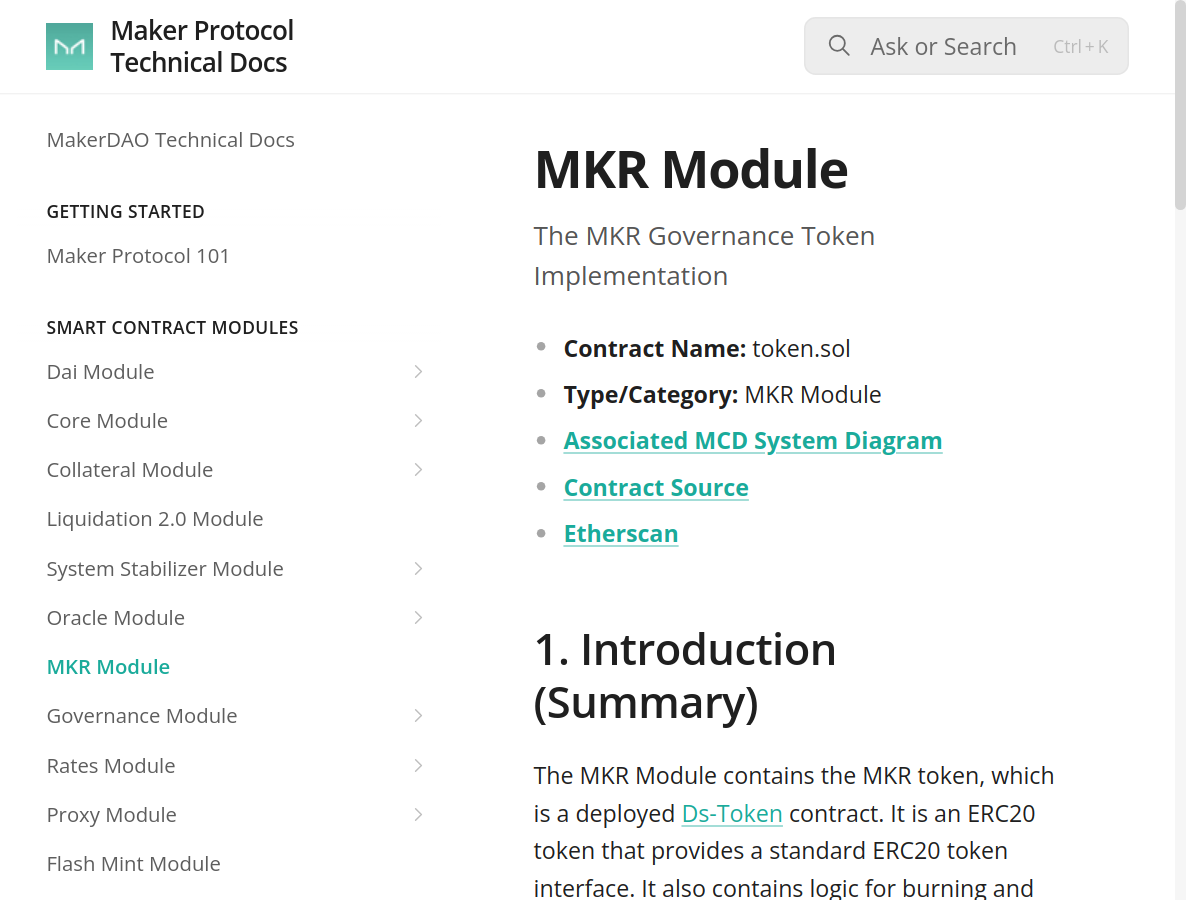 Maker Protocol
Technical Docs
Ask or Search
Ctrl + K
MakerDAO Technical Docs
GETTING STARTED
Maker Protocol 101
SMART CONTRACT MODULES
Dai Module
Core Module
Collateral Module
Liquidation 2.0 Module
System Stabilizer Module
Oracle Module
MKR Module
Governance Module
Rates Module
Proxy Module
Flash Mint Module
MKR Module
The MKR Governance Token
Implementation
Contract Name: token.sol
Type/Category: MKR Module
Associated MCD System Diagram
Contract Source
Etherscan
1. Introduction
(Summary)
The MKR Module contains the MKR token, which
is a deployed Ds-Token contract. It is an ERC20
token that provides a standard ERC20 token
interface. It also contains logic for burning and